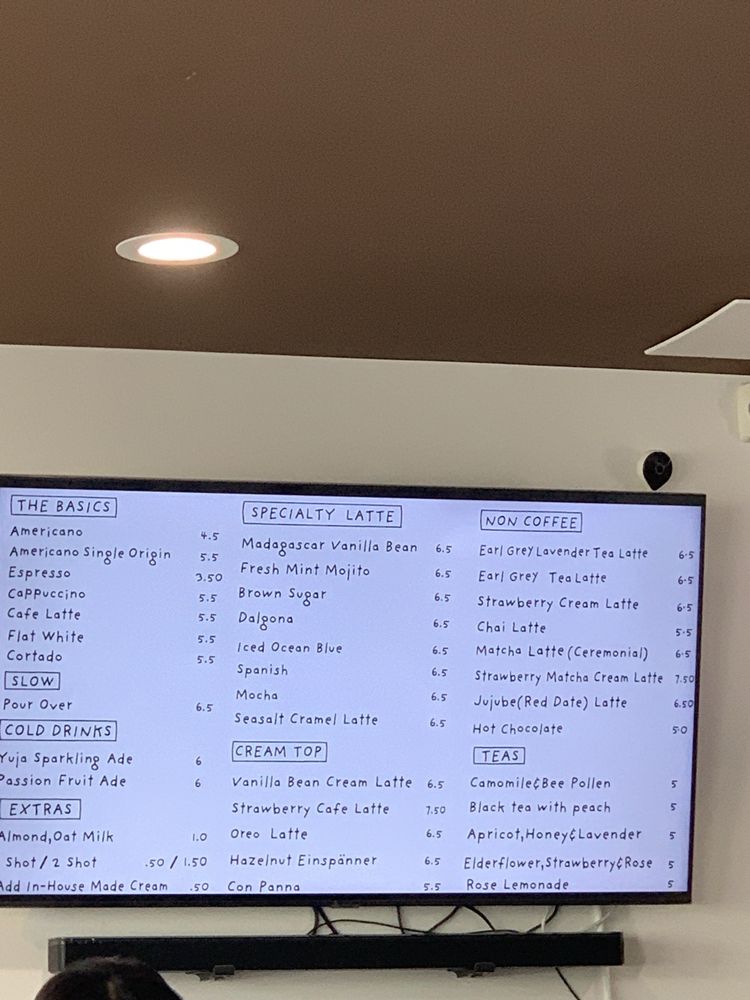 THE BASICS
Americano 4.5
Americano Single Origin 5.5
Espresso 3.50
Cappuccino 5.5
Cafe Latte 5.5
Flat White 5.5
Cortado 5.5
SLOW
Pour Over 6.5
COLD DRINKS
Yuja Sparkling Ade 6
Passion Fruit Ade 6
EXTRAS
Almond,Oat Milk 1.0
Shot/2 Shot .50 / 1.50
Add In-House Made Cream .50
SPECIALTY LATTE
Madagascar Vanilla Bean 6.5
Fresh Mint Mojito 6.5
Brown Sugar 6.5
Dalgona 6.5
Iced Ocean Blue 6.5
Spanish 6.5
Mocha 6.5
Seasalt Cramel Latte 6.5
CREAM TOP
Vanilla Bean Cream Latte 6.5
Strawberry Cafe Latte 7.50
Oreo Latte 6.5
Hazelnut Einspänner 6.5
Con Panna 5.5
NON COFFEE
Earl Grey Lavender Tea Latte 6.5
Earl Grey Tea Latte 6.5
Strawberry Cream Latte 6.5
Chai Latte 5.5
Matcha Latte (Ceremonial) 6.5
Strawberry Matcha Cream Latte 7.50
Jujube(Red Date) Latte 6.50
Hot Chocolate 5.0
TEAS
Camomile&Bee Pollen 5
Black tea with peach 5
Apricot,Honey&Lavender 5
Elderflower,Strawberry&Rose 5
Rose Lemonade 5